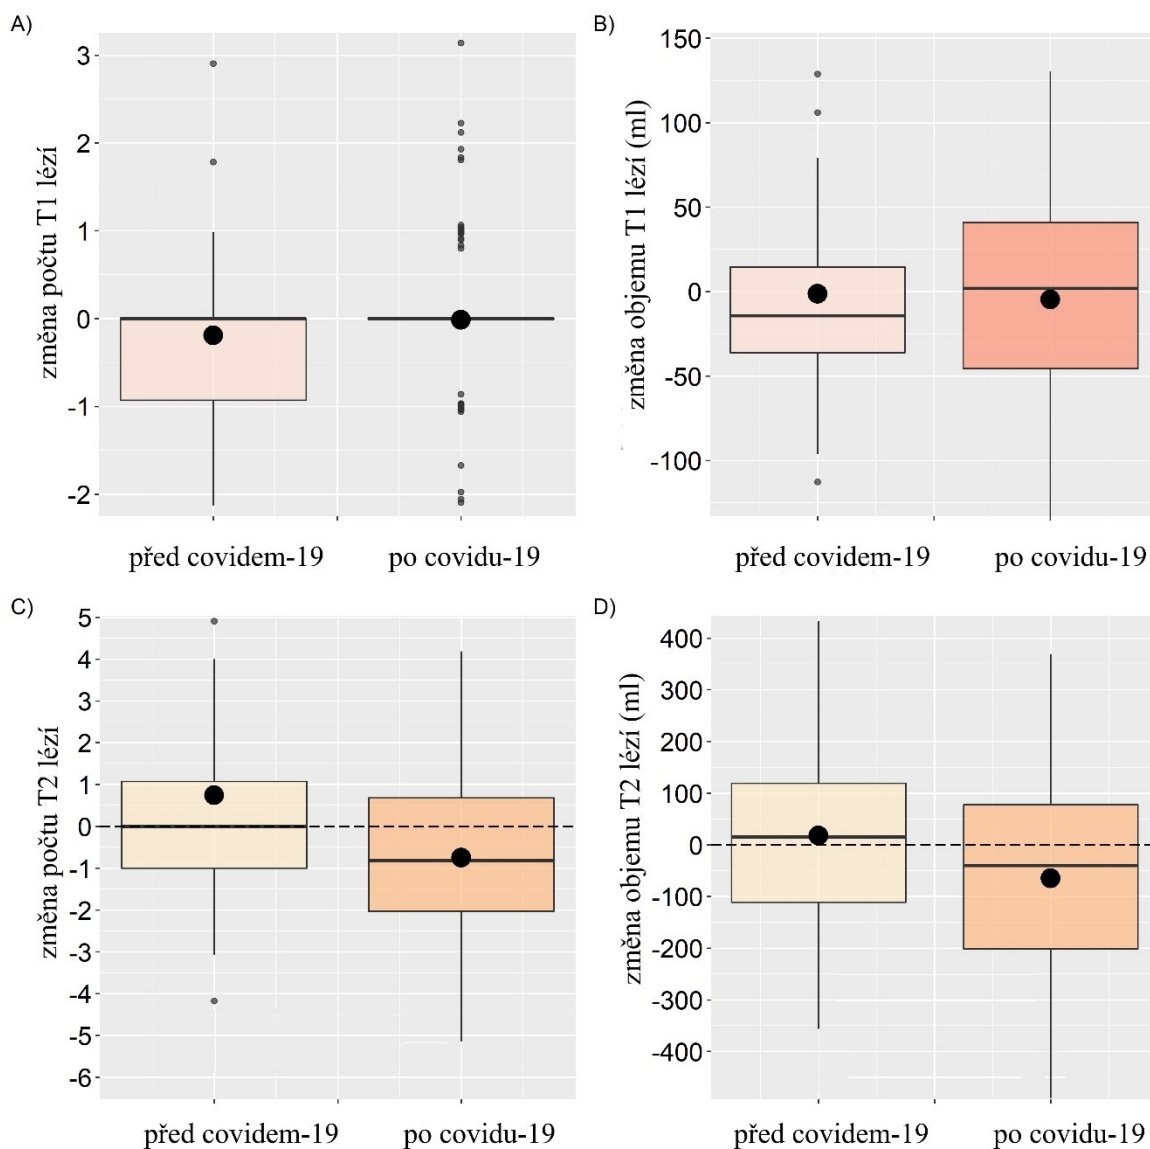 A)
změna počtu T1 lézí
3
2
1
0
-1
-2
před covidem-19
po covidu-19
B)
změna objemu T1 lézí (ml)
150
100
50
0
-50
-100
před covidem-19
po covidu-19
C)
změna počtu T2 lézí
5
4
3
2
1
0
-1
-2
-3
-4
-5
-6
před covidem-19
po covidu-19
D)
změna objemu T2 lézí (ml)
400
300
200
100
0
-100
-200
-300
-400
před covidem-19
po covidu-19